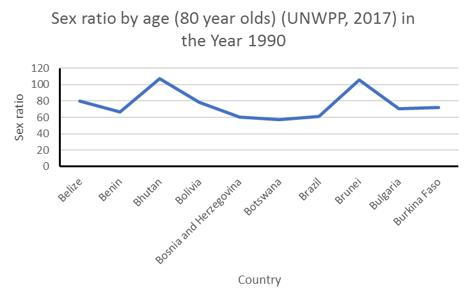 Sex ratio by age (80 year olds) (UNWPP, 2017) in
the Year 1990
120
100
80
60
40
20
0
Sex ratio
Belize
Benin
Bhutan
Bolivia
Bosnia and Herzegovina
Botswana
Brazil
Brunei
Bulgaria
Burkina Faso
Country